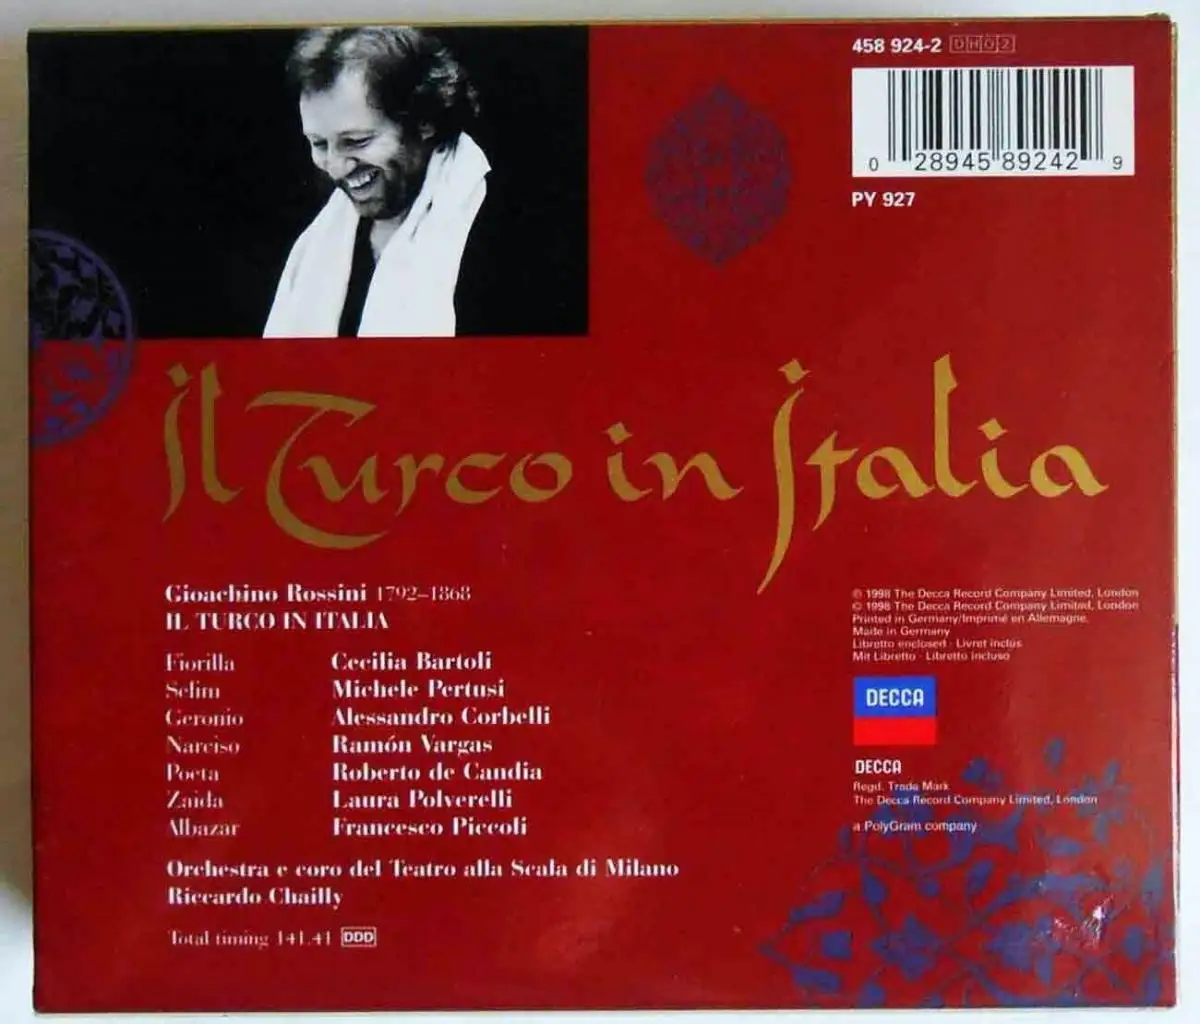 458 924-2 DHO2
0 28945 89242 9
PY 927
Il Turco in Italia
Gioachino Rossini 1792–1868
IL TURCO IN ITALIA
Fiorilla Cecilia Bartoli
Selim Michele Pertusi
Geronio Alessandro Corbelli
Narciso Ramón Vargas
Poeta Roberto de Candia
Zaida Laura Polverelli
Albazar Francesco Piccoli
Orchestra e coro del Teatro alla Scala di Milano
Riccardo Chailly
Total timing 141.41 DDD
℗ 1998 The Decca Record Company Limited, London
© 1998 The Decca Record Company Limited, London
Printed in Germany/Imprimé en Allemagne.
Made in Germany
Libretto enclosed · Livret inclus
Mit Libretto · Libretto incluso
DECCA
DECCA
Regd. Trade Mark
The Decca Record Company Limited, London
a PolyGram company